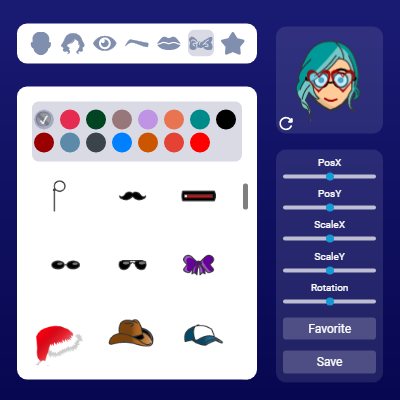 PosX
PosY
ScaleX
ScaleY
Rotation
Favorite
Save